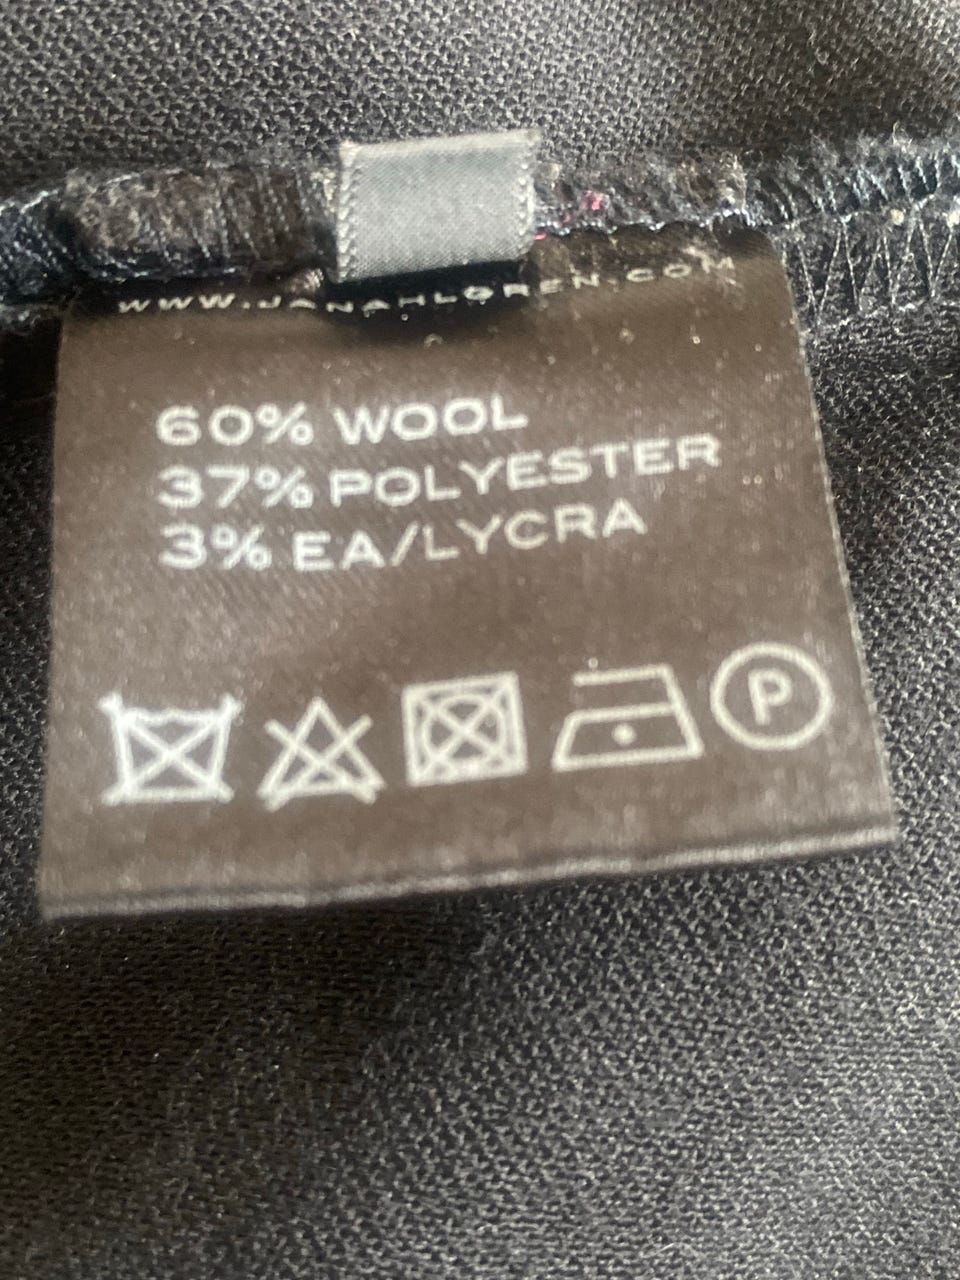 WWW.JANAHLGREN.COM
60% WOOL
37% POLYESTER
3% EA/LYCRA
P